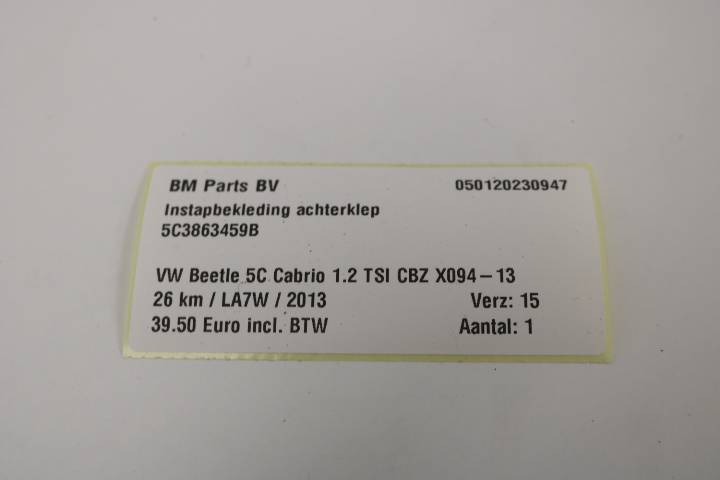 BM Parts BV 050120230947
Instapbekleding achterklep
5C3863459B
VW Beetle 5C Cabrio 1.2 TSI CBZ X094-13
26 km / LA7W / 2013 Verz: 15
39.50 Euro incl. BTW Aantal: 1